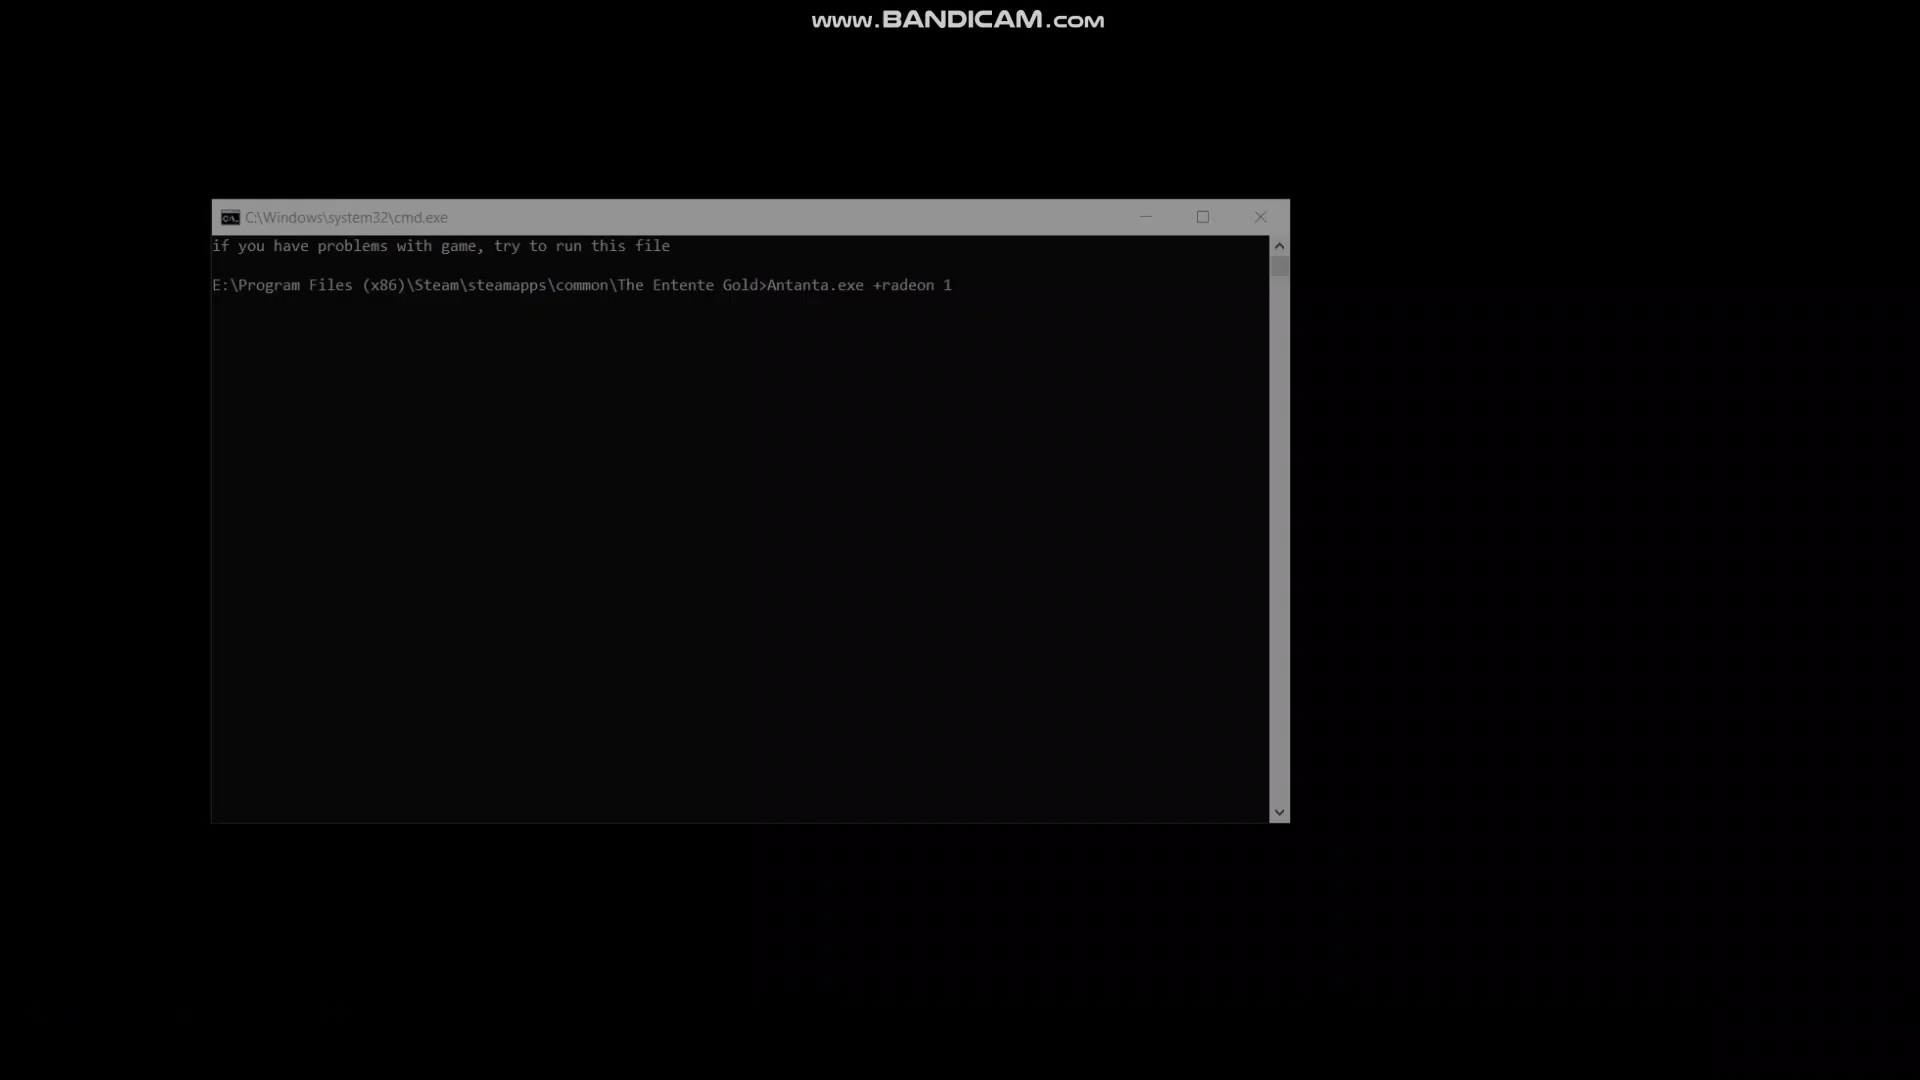 www.BANDICAM.COM
C:\Windows\system32\cmd.exe
if you have problems with game, try to run this file
E:\Program Files (x86)\Steam\steamapps\common\The Entente Gold>Antanta.exe +radeon 1